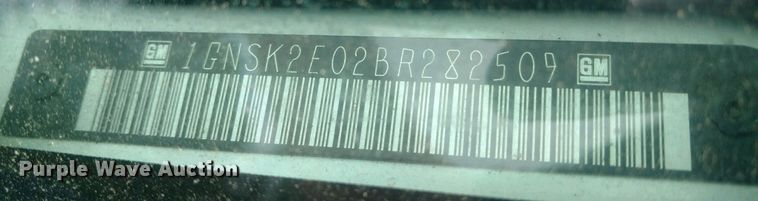 GM 1GNSK2E02BR282509 GM
Purple Wave Auction